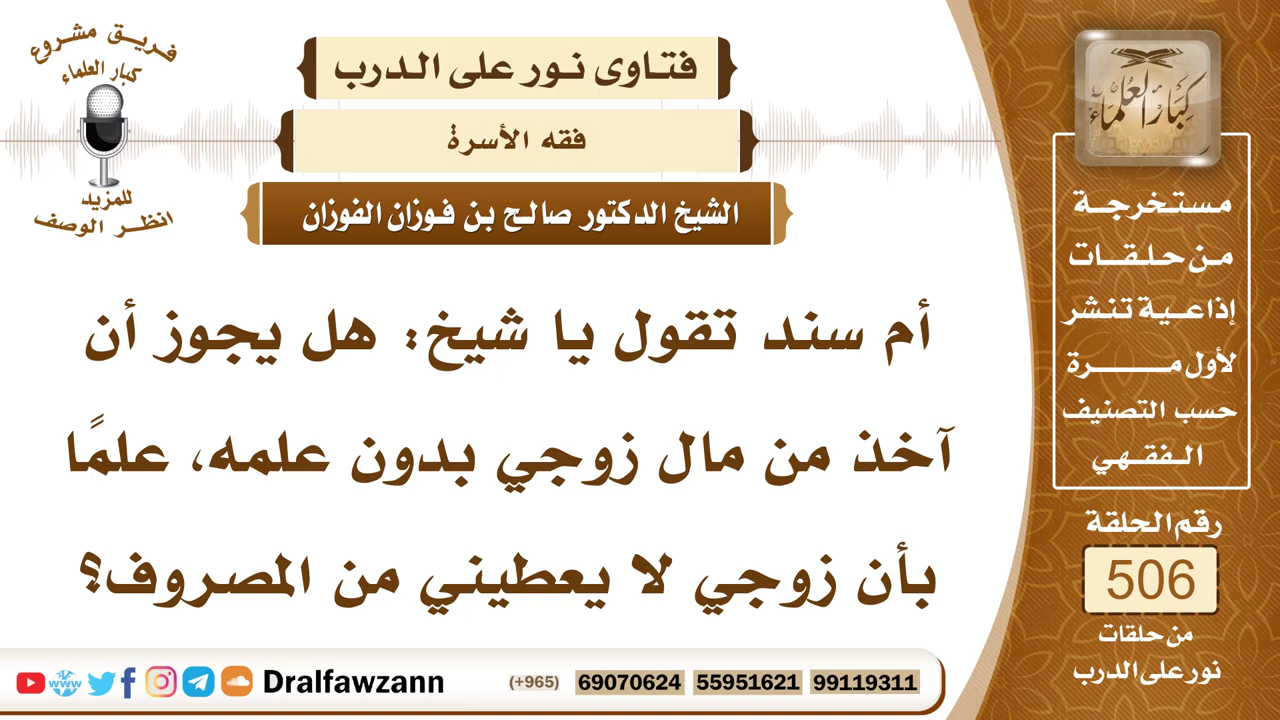 فريق مشروع
كبار العلماء
للمزيد
انظر الوصف
فتاوى نور على الدرب
فقه الأسرة
الشيخ الدكتور صالح بن فوزان الفوزان
أم سند تقول يا شيخ: هل يجوز أن
آخذ من مال زوجي بدون علمه، علمًا
بأن زوجي لا يعطيني من المصروف؟
كبار العلماء
مستخرجة
من حلقات
إذاعية تنشر
لأول مرة
حسب التصنيف
الفقهي
رقم الحلقة
506
من حلقات
نور على الدرب
www Dralfawzann (+965) 69070624 55951621 99119311